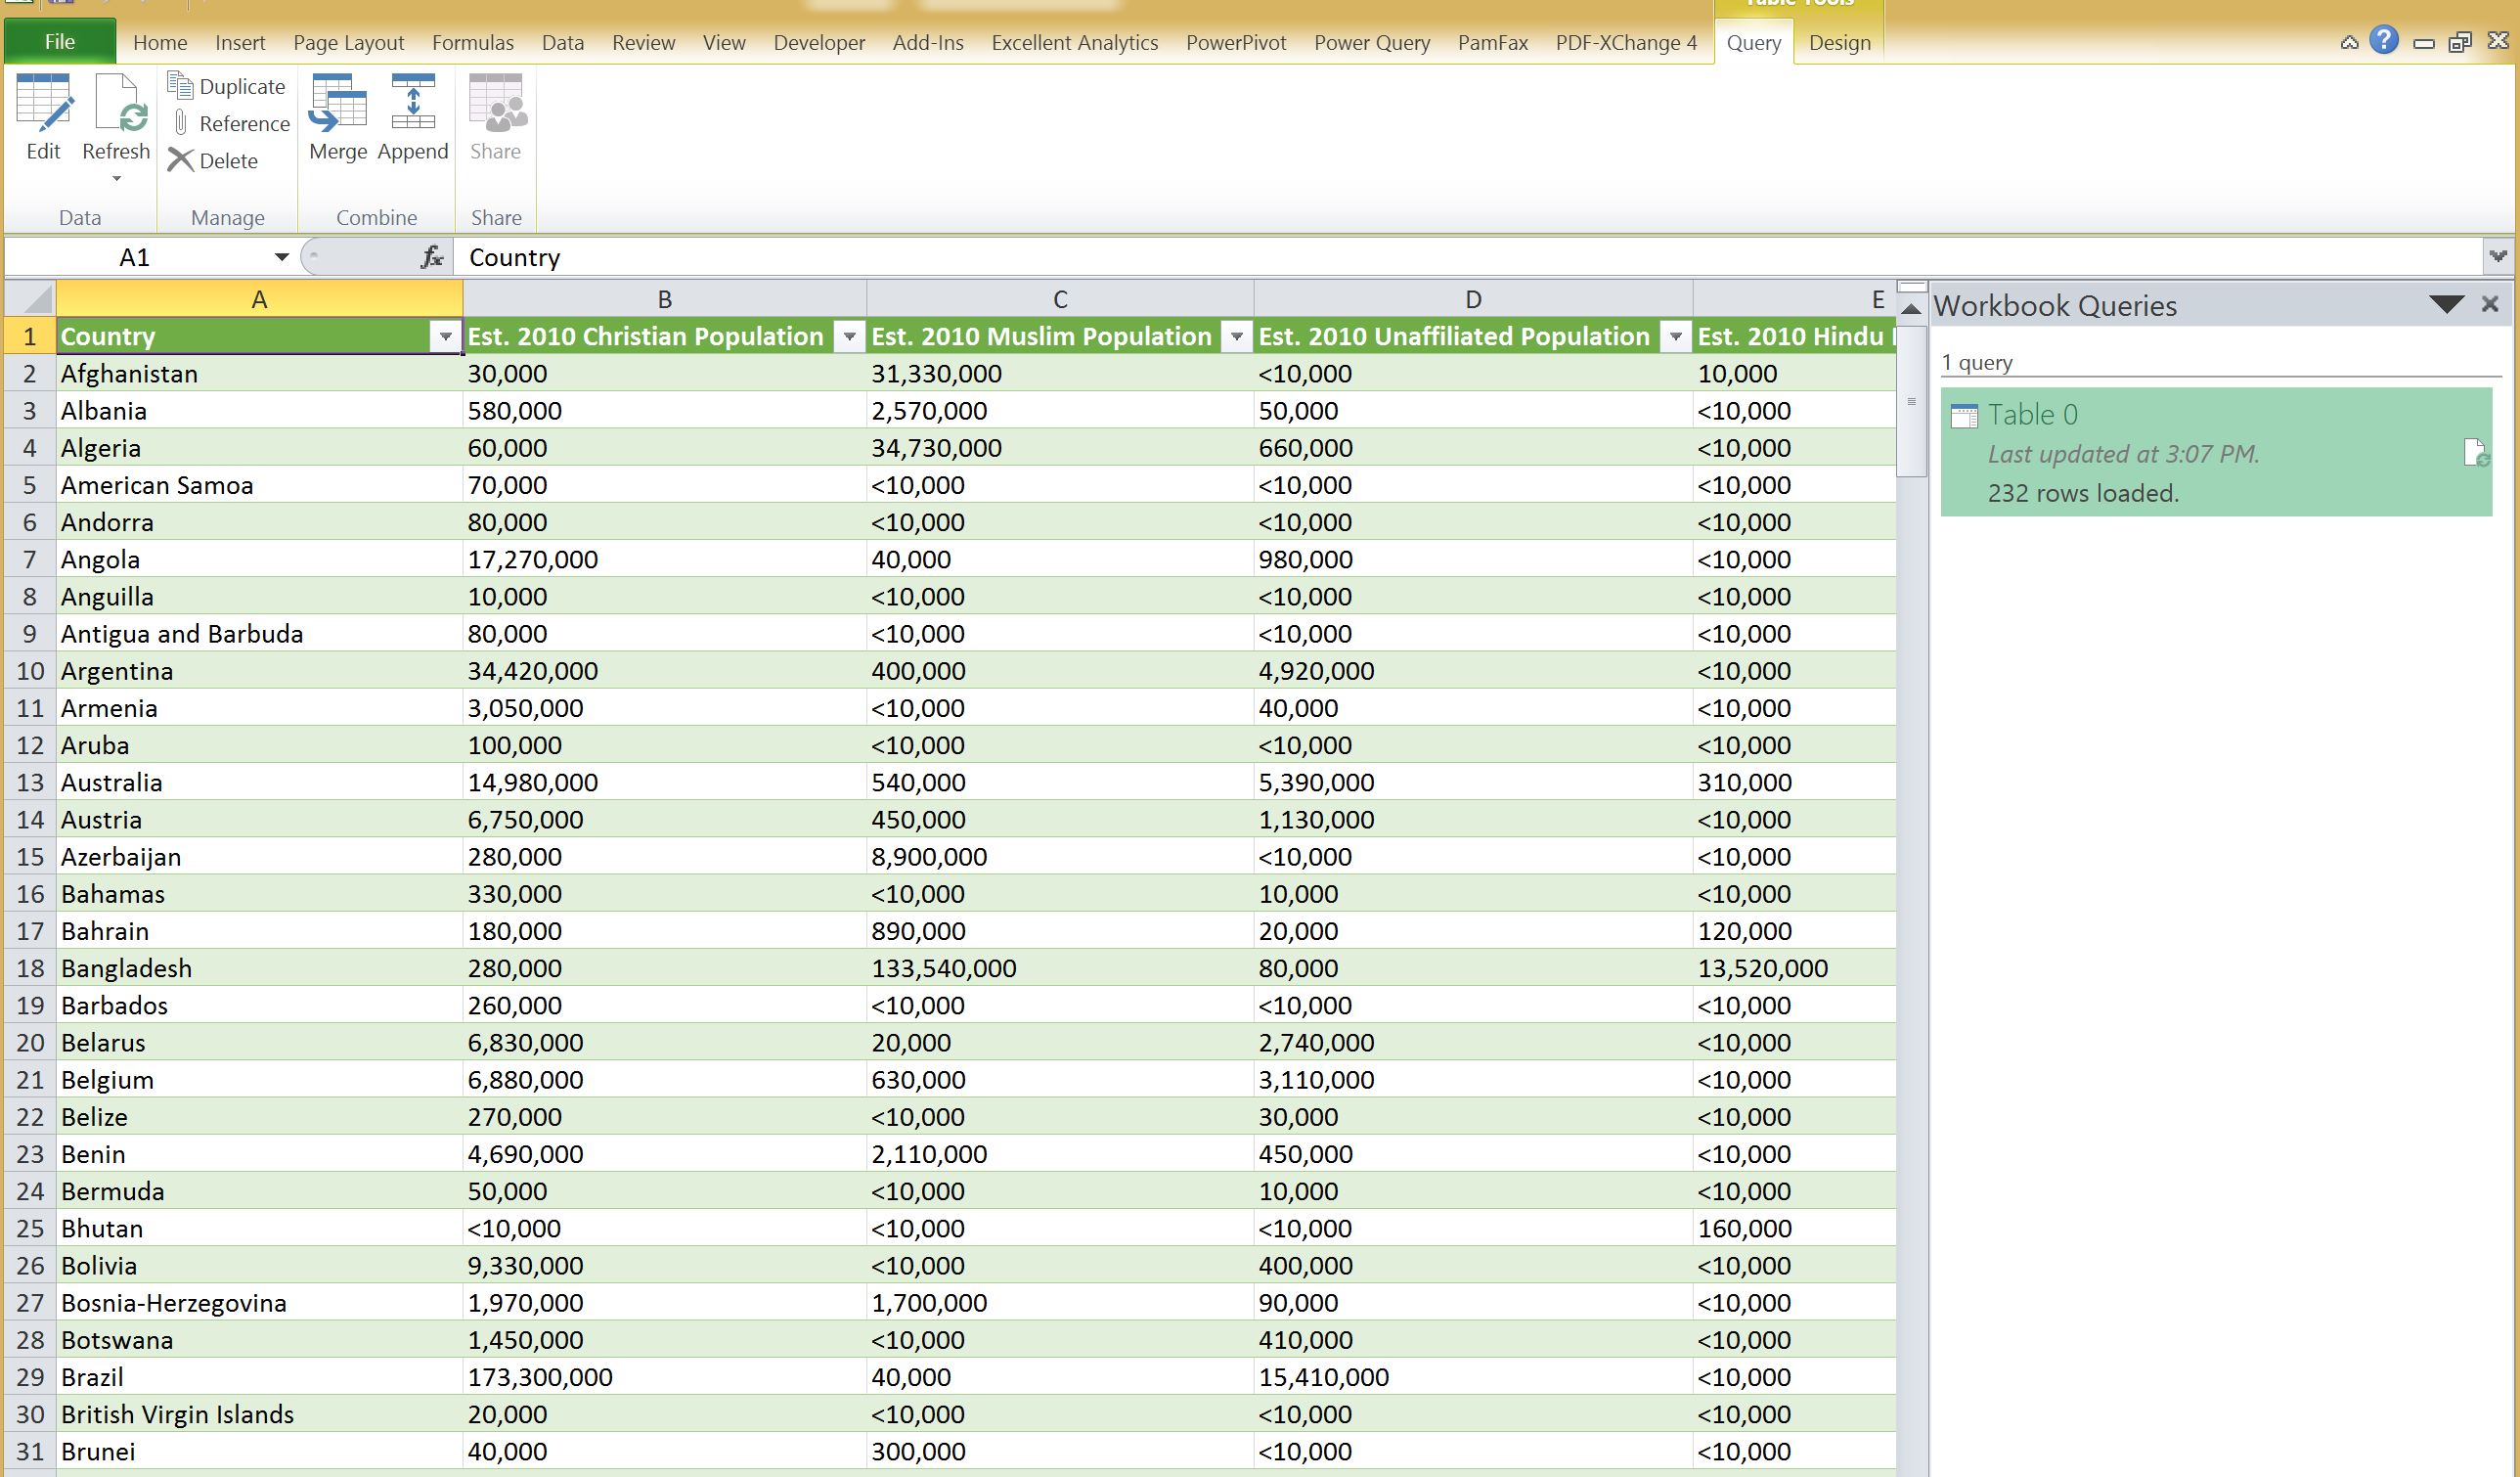 Table Tools
File Home Insert Page Layout Formulas Data Review View Developer Add-Ins Excellent Analytics PowerPivot Power Query PamFax PDF-XChange 4 Query Design
Edit Refresh Duplicate Reference Delete Merge Append Share
Data Manage Combine Share
A1 fx Country
A B C D E
1 Country Est. 2010 Christian Population Est. 2010 Muslim Population Est. 2010 Unaffiliated Population Est. 2010 Hindu
2 Afghanistan 30,000 31,330,000 <10,000 10,000
3 Albania 580,000 2,570,000 50,000 <10,000
4 Algeria 60,000 34,730,000 660,000 <10,000
5 American Samoa 70,000 <10,000 <10,000 <10,000
6 Andorra 80,000 <10,000 <10,000 <10,000
7 Angola 17,270,000 40,000 980,000 <10,000
8 Anguilla 10,000 <10,000 <10,000 <10,000
9 Antigua and Barbuda 80,000 <10,000 <10,000 <10,000
10 Argentina 34,420,000 400,000 4,920,000 <10,000
11 Armenia 3,050,000 <10,000 40,000 <10,000
12 Aruba 100,000 <10,000 <10,000 <10,000
13 Australia 14,980,000 540,000 5,390,000 310,000
14 Austria 6,750,000 450,000 1,130,000 <10,000
15 Azerbaijan 280,000 8,900,000 <10,000 <10,000
16 Bahamas 330,000 <10,000 10,000 <10,000
17 Bahrain 180,000 890,000 20,000 120,000
18 Bangladesh 280,000 133,540,000 80,000 13,520,000
19 Barbados 260,000 <10,000 <10,000 <10,000
20 Belarus 6,830,000 20,000 2,740,000 <10,000
21 Belgium 6,880,000 630,000 3,110,000 <10,000
22 Belize 270,000 <10,000 30,000 <10,000
23 Benin 4,690,000 2,110,000 450,000 <10,000
24 Bermuda 50,000 <10,000 10,000 <10,000
25 Bhutan <10,000 <10,000 <10,000 160,000
26 Bolivia 9,330,000 <10,000 400,000 <10,000
27 Bosnia-Herzegovina 1,970,000 1,700,000 90,000 <10,000
28 Botswana 1,450,000 <10,000 410,000 <10,000
29 Brazil 173,300,000 40,000 15,410,000 <10,000
30 British Virgin Islands 20,000 <10,000 <10,000 <10,000
31 Brunei 40,000 300,000 <10,000 <10,000
Workbook Queries
1 query
Table 0
Last updated at 3:07 PM.
232 rows loaded.